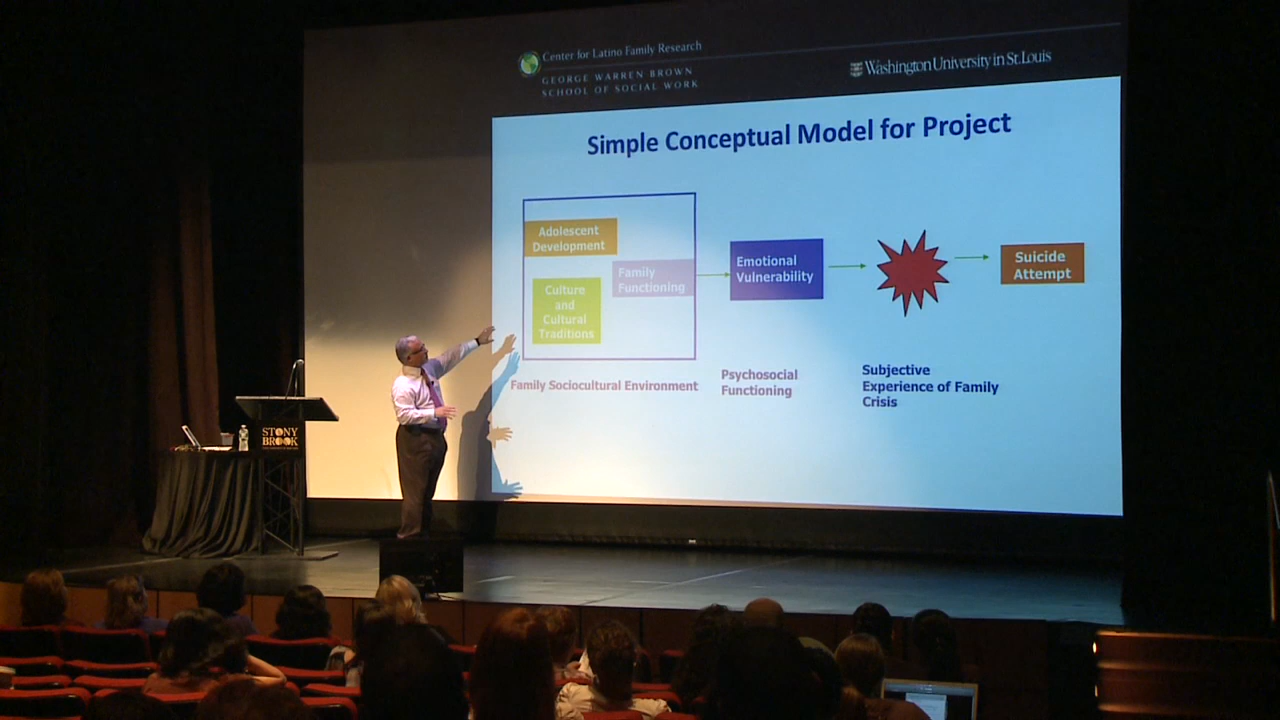 Center for Latino Family Research
GEORGE WARREN BROWN
SCHOOL OF SOCIAL WORK
Washington University in St. Louis
Simple Conceptual Model for Project
Adolescent
Development
Family
Functioning
Culture
and
Cultural
Traditions
Emotional
Vulnerability
Suicide
Attempt
Family Sociocultural Environment
Psychosocial
Functioning
Subjective
Experience of Family
Crisis
STONY
BROOK